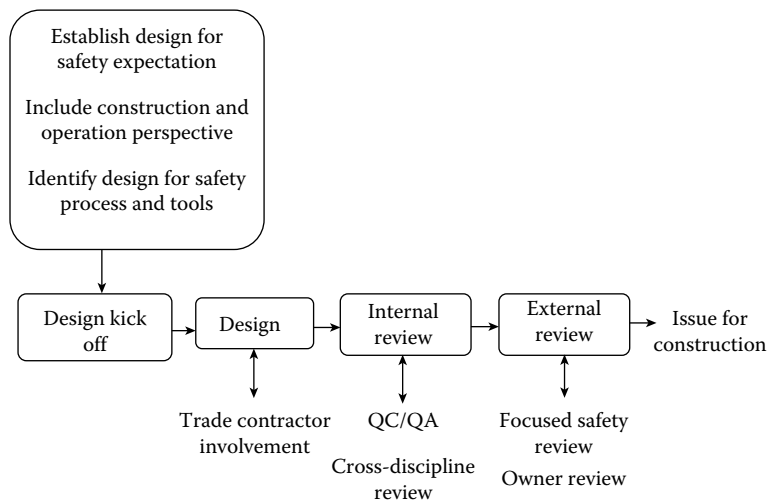 Establish design for
safety expectation
Include construction and
operation perspective
Identify design for safety
process and tools
Design kick
off
Design
Internal
review
External
review
Issue for
construction
Trade contractor
involvement
QC/QA
Cross-discipline
review
Focused safety
review
Owner review